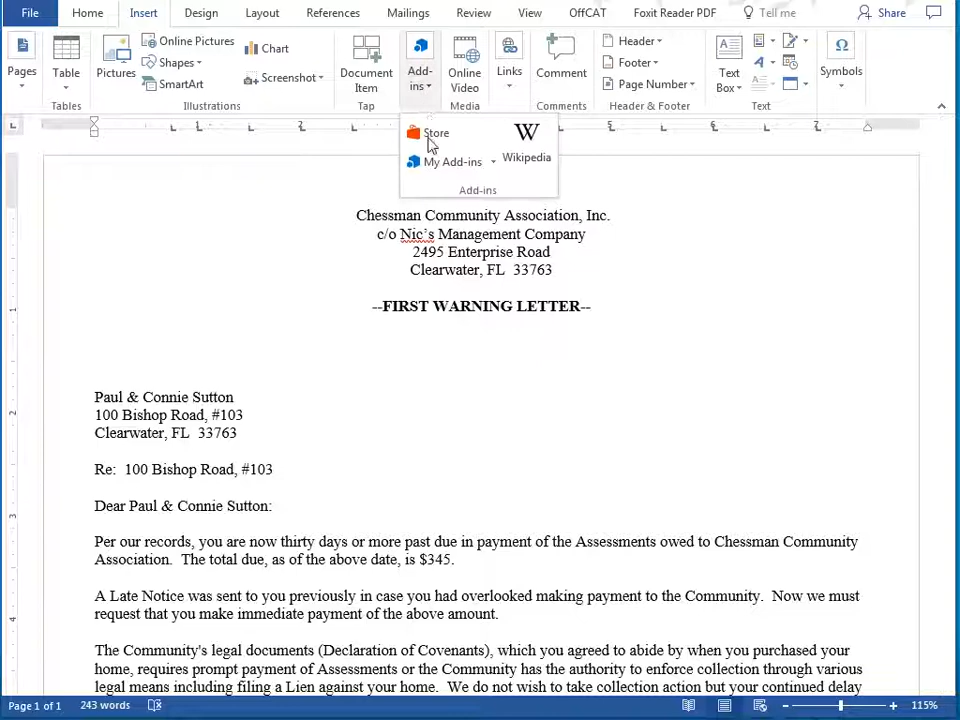 File Home Insert Design Layout References Mailings Review View OffCAT Foxit Reader PDF Tell me Share
Pages
Table
Tables
Pictures
Online Pictures
Shapes
SmartArt
Chart
Screenshot
Illustrations
Document Item
Tap
Add-ins
Online Video
Media
Links
Comment
Comments
Header
Footer
Page Number
Header & Footer
Text Box
Text
Symbols
Store
My Add-ins
W
Wikipedia
Add-ins
Chessman Community Association, Inc.
c/o Nic's Management Company
2495 Enterprise Road
Clearwater, FL 33763
--FIRST WARNING LETTER--
Paul & Connie Sutton
100 Bishop Road, #103
Clearwater, FL 33763
Re: 100 Bishop Road, #103
Dear Paul & Connie Sutton:
Per our records, you are now thirty days or more past due in payment of the Assessments owed to Chessman Community
Association. The total due, as of the above date, is $345.
A Late Notice was sent to you previously in case you had overlooked making payment to the Community. Now we must
request that you make immediate payment of the above amount.
The Community's legal documents (Declaration of Covenants), which you agreed to abide by when you purchased your
home, requires prompt payment of Assessments or the Community has the authority to enforce collection through various
legal means including filing a Lien against your home. We do not wish to take collection action but your continued delay
Page 1 of 1 243 words 115%